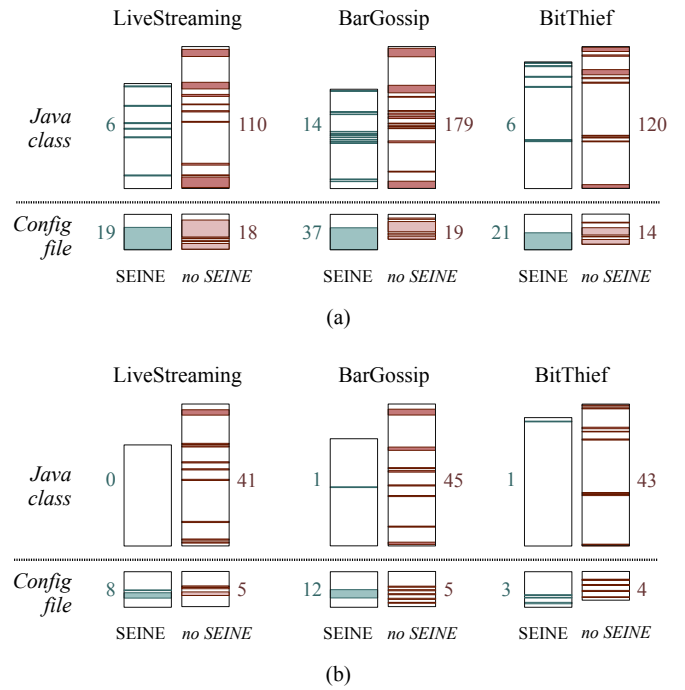 LiveStreaming BarGossip BitThief
Java class 6 110 14 179 6 120
Config file 19 18 37 19 21 14
SEINE no SEINE SEINE no SEINE SEINE no SEINE
(a)
LiveStreaming BarGossip BitThief
Java class 0 41 1 45 1 43
Config file 8 5 12 5 3 4
SEINE no SEINE SEINE no SEINE SEINE no SEINE
(b)